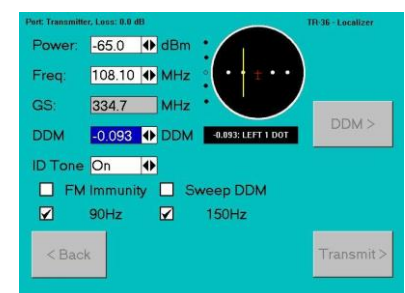 Port: Transmitter, Loss: 0.0 dB TR-36 - Localizer
Power: -65.0 dBm
Freq: 108.10 MHz
GS: 334.7 MHz
DDM -0.093 DDM -0.093: LEFT 1 DOT DDM >
ID Tone On
FM Immunity Sweep DDM
90Hz 150Hz
< Back Transmit >